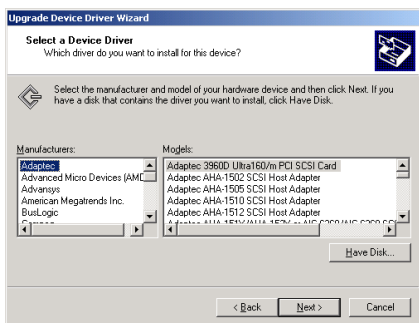 Upgrade Device Driver Wizard
Select a Device Driver
Which driver do you want to install for this device?
Select the manufacturer and model of your hardware device and then click Next. If you
have a disk that contains the driver you want to install, click Have Disk.
Manufacturers:
Adaptec
Advanced Micro Devices (AMD
Advansys
American Megatrends Inc.
BusLogic
Models:
Adaptec 3960D Ultra160/m PCI SCSI Card
Adaptec AHA-1502 SCSI Host Adapter
Adaptec AHA-1505 SCSI Host Adapter
Adaptec AHA-1510 SCSI Host Adapter
Adaptec AHA-1512 SCSI Host Adapter
Have Disk...
< Back
Next >
Cancel